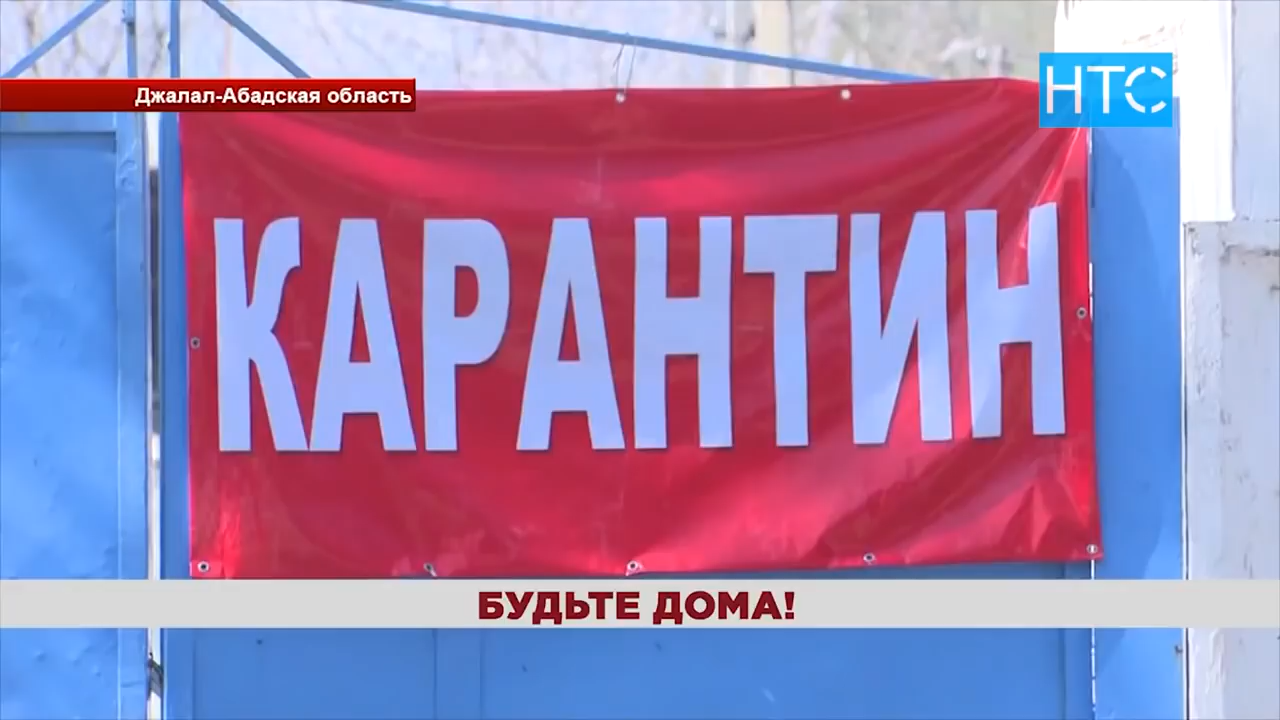 Джалал-Абадская область
НТС
КАРАНТИН
БУДЬТЕ ДОМА!